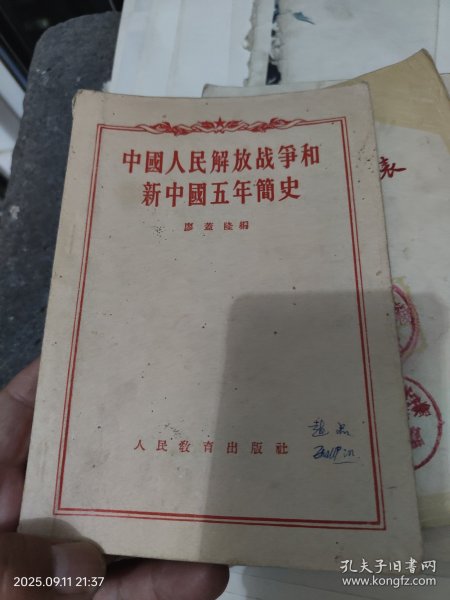 中國人民解放战爭和
新中國五年簡史
廖蓋隆編
人民敎育出版社
表
2025.09.11 21:37
孔夫子旧书网
www.kongfz.com